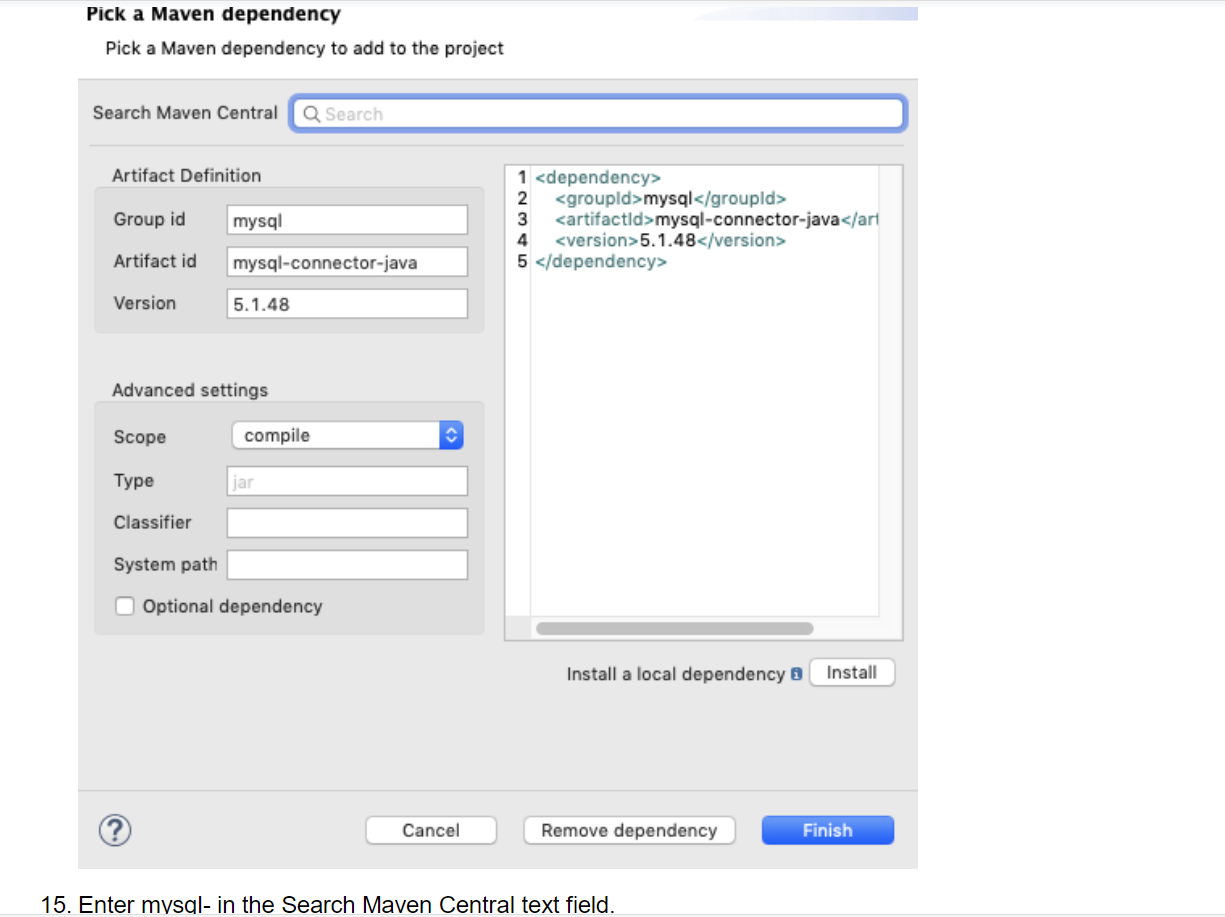 Pick a Maven dependency
Pick a Maven dependency to add to the project
Search Maven Central
Search
Artifact Definition
Group id
mysql
Artifact id
mysql-connector-java
Version
5.1.48
Advanced settings
Scope
compile
Type
jar
Classifier
System path
Optional dependency
1 <dependency>
2 <groupId>mysql</groupId>
3 <artifactId>mysql-connector-java</art
4 <version>5.1.48</version>
5 </dependency>
Install a local dependency
Install
?
Cancel
Remove dependency
Finish
15. Enter mysql- in the Search Maven Central text field.